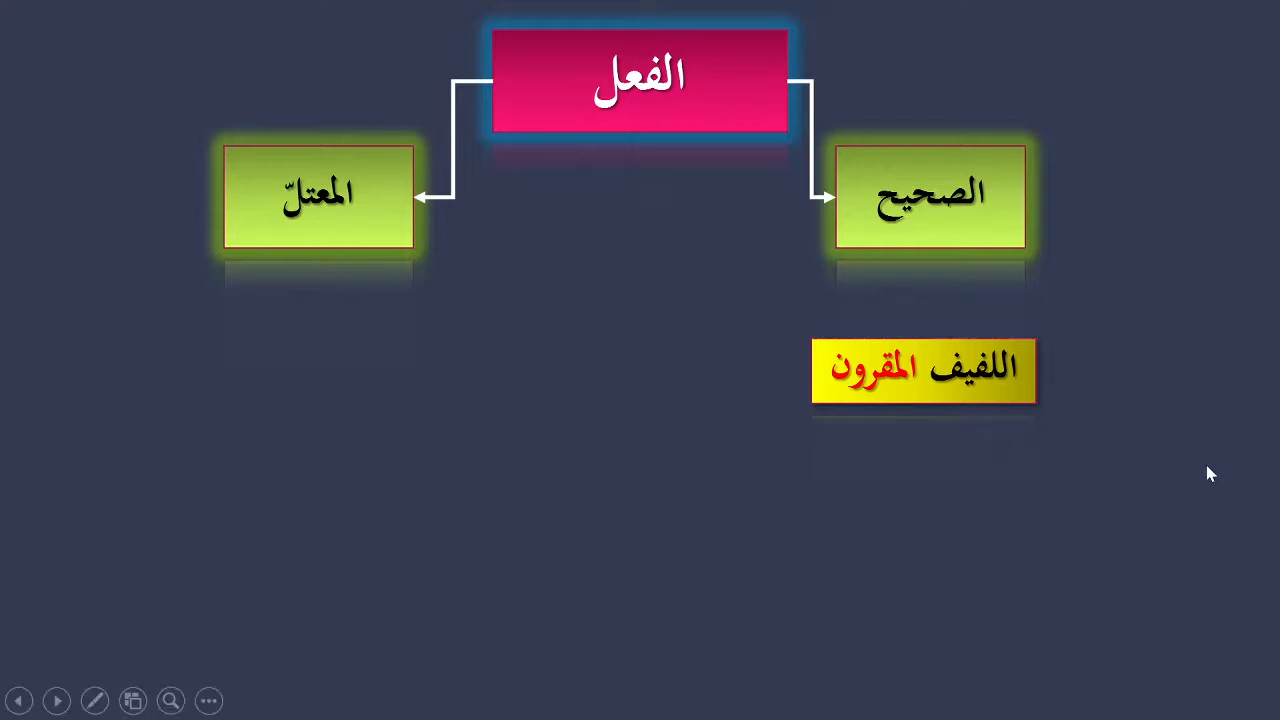 الفعل
الصحيح
المعتلّ
اللفيف المقرون